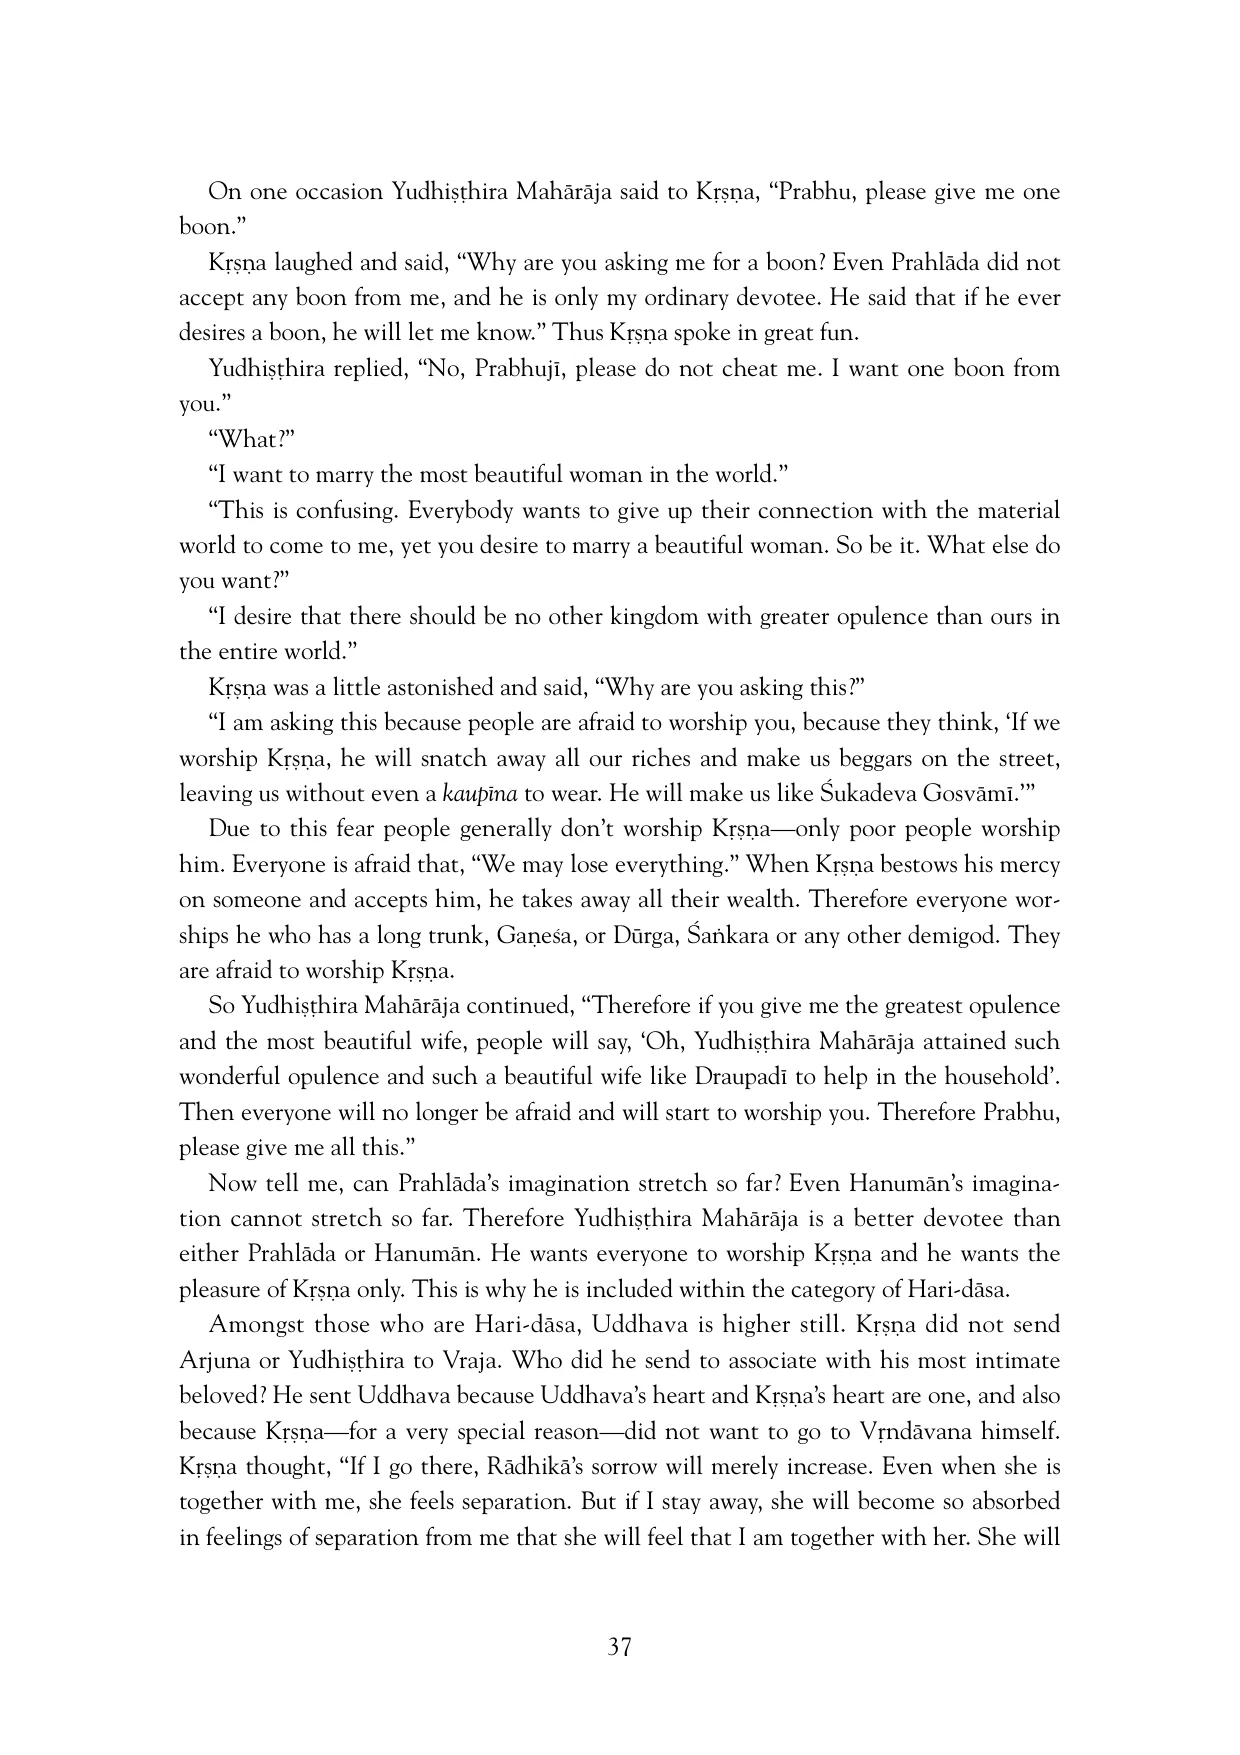 On one occasion Yudhiṣṭhira Mahārāja said to Kṛṣṇa, “Prabhu, please give me one
boon.”
Kṛṣṇa laughed and said, “Why are you asking me for a boon? Even Prahlāda did not
accept any boon from me, and he is only my ordinary devotee. He said that if he ever
desires a boon, he will let me know.” Thus Kṛṣṇa spoke in great fun.
Yudhiṣṭhira replied, “No, Prabhujī, please do not cheat me. I want one boon from
you.”
“What?”
“I want to marry the most beautiful woman in the world.”
“This is confusing. Everybody wants to give up their connection with the material
world to come to me, yet you desire to marry a beautiful woman. So be it. What else do
you want?”
“I desire that there should be no other kingdom with greater opulence than ours in
the entire world.”
Kṛṣṇa was a little astonished and said, “Why are you asking this?”
“I am asking this because people are afraid to worship you, because they think, ‘If we
worship Kṛṣṇa, he will snatch away all our riches and make us beggars on the street,
leaving us without even a kaupīna to wear. He will make us like Śukadeva Gosvāmī.’”
Due to this fear people generally don’t worship Kṛṣṇa—only poor people worship
him. Everyone is afraid that, “We may lose everything.” When Kṛṣṇa bestows his mercy
on someone and accepts him, he takes away all their wealth. Therefore everyone wor-
ships he who has a long trunk, Gaṇeśa, or Dūrga, Śaṅkara or any other demigod. They
are afraid to worship Kṛṣṇa.
So Yudhiṣṭhira Mahārāja continued, “Therefore if you give me the greatest opulence
and the most beautiful wife, people will say, ‘Oh, Yudhiṣṭhira Mahārāja attained such
wonderful opulence and such a beautiful wife like Draupadī to help in the household’.
Then everyone will no longer be afraid and will start to worship you. Therefore Prabhu,
please give me all this.”
Now tell me, can Prahlāda’s imagination stretch so far? Even Hanumān’s imagina-
tion cannot stretch so far. Therefore Yudhiṣṭhira Mahārāja is a better devotee than
either Prahlāda or Hanumān. He wants everyone to worship Kṛṣṇa and he wants the
pleasure of Kṛṣṇa only. This is why he is included within the category of Hari-dāsa.
Amongst those who are Hari-dāsa, Uddhava is higher still. Kṛṣṇa did not send
Arjuna or Yudhiṣṭhira to Vraja. Who did he send to associate with his most intimate
beloved? He sent Uddhava because Uddhava’s heart and Kṛṣṇa’s heart are one, and also
because Kṛṣṇa—for a very special reason—did not want to go to Vṛndāvana himself.
Kṛṣṇa thought, “If I go there, Rādhikā’s sorrow will merely increase. Even when she is
together with me, she feels separation. But if I stay away, she will become so absorbed
in feelings of separation from me that she will feel that I am together with her. She will
37